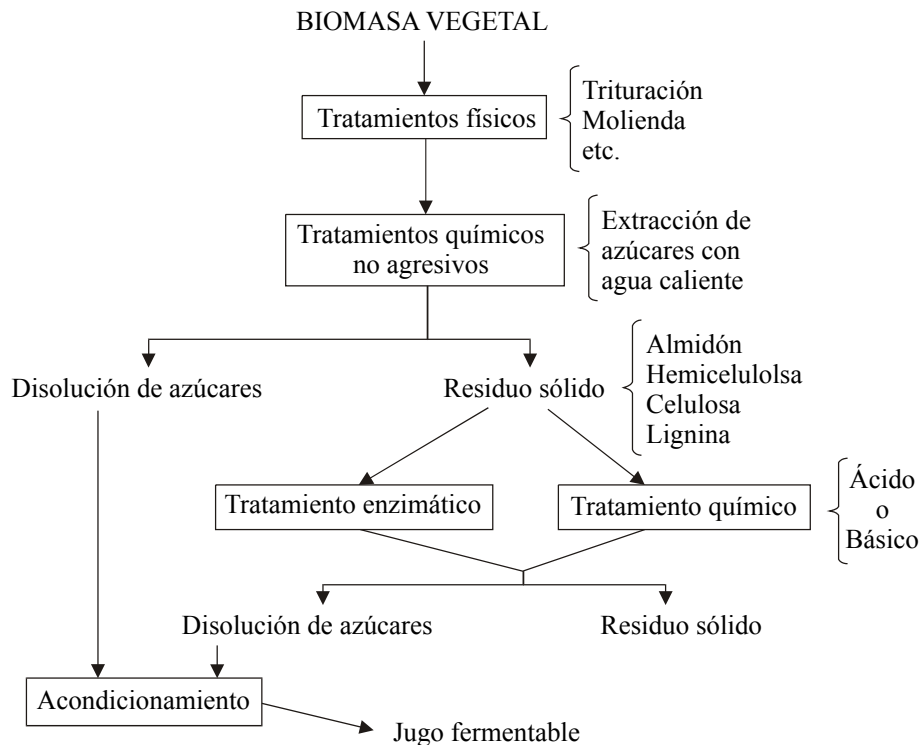 BIOMASA VEGETAL
Tratamientos físicos
Trituración
Molienda
etc.
Tratamientos químicos
no agresivos
Extracción de
azúcares con
agua caliente
Disolución de azúcares
Residuo sólido
Almidón
Hemicelulolsa
Celulosa
Lignina
Tratamiento enzimático
Tratamiento químico
Ácido
o
Básico
Disolución de azúcares
Residuo sólido
Acondicionamiento
Jugo fermentable